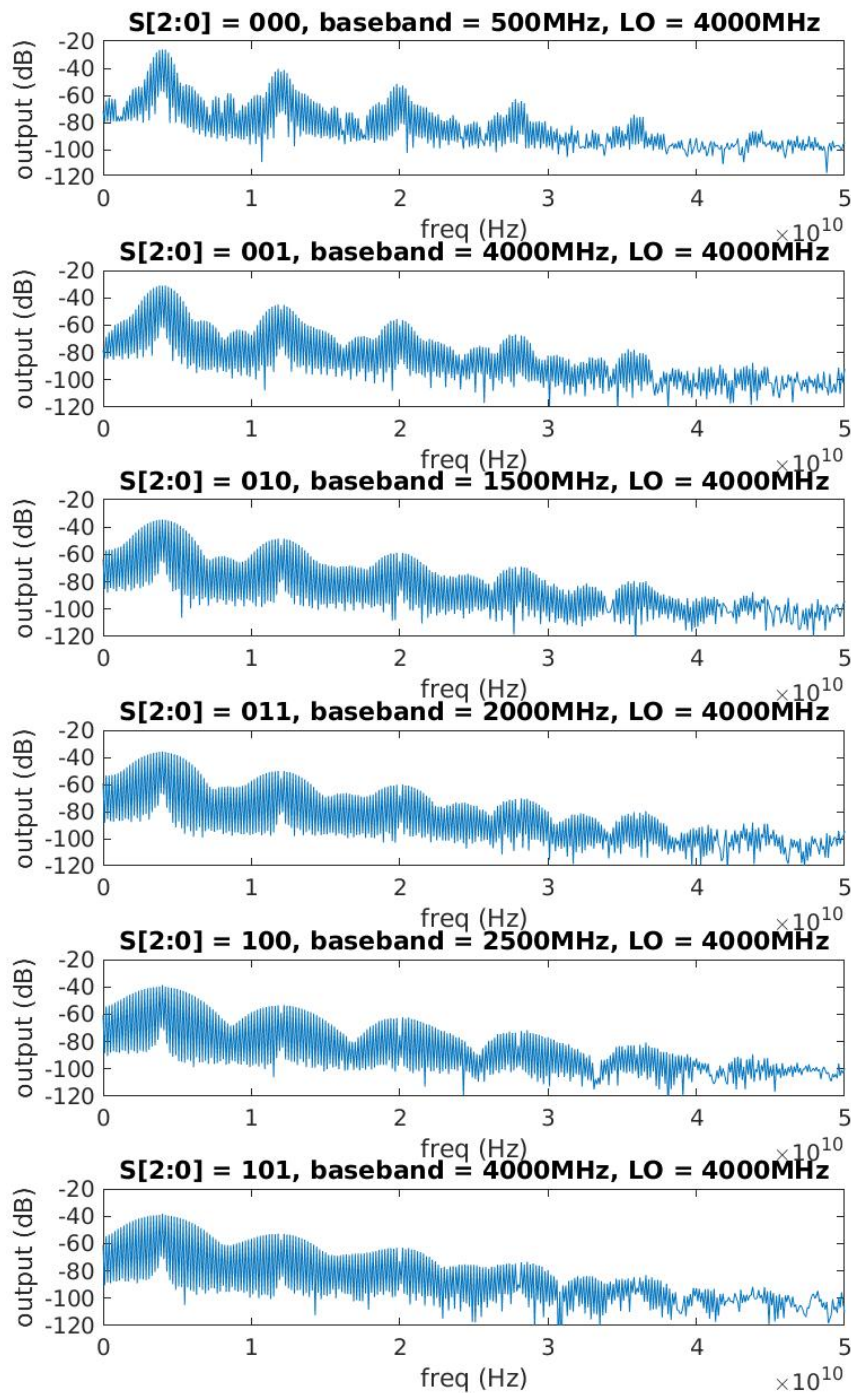 S[2:0] = 000, baseband = 500MHz, LO = 4000MHz
-20
-40
-60
-80
-100
-120
output (dB)
0 1 2 3 4 5
freq (Hz)
×10^10
S[2:0] = 001, baseband = 4000MHz, LO = 4000MHz
-20
-40
-60
-80
-100
-120
output (dB)
0 1 2 3 4 5
freq (Hz)
×10^10
S[2:0] = 010, baseband = 1500MHz, LO = 4000MHz
-20
-40
-60
-80
-100
-120
output (dB)
0 1 2 3 4 5
freq (Hz)
×10^10
S[2:0] = 011, baseband = 2000MHz, LO = 4000MHz
-20
-40
-60
-80
-100
-120
output (dB)
0 1 2 3 4 5
freq (Hz)
×10^10
S[2:0] = 100, baseband = 2500MHz, LO = 4000MHz
-20
-40
-60
-80
-100
-120
output (dB)
0 1 2 3 4 5
freq (Hz)
×10^10
S[2:0] = 101, baseband = 4000MHz, LO = 4000MHz
-20
-40
-60
-80
-100
-120
output (dB)
0 1 2 3 4 5
freq (Hz)
×10^10